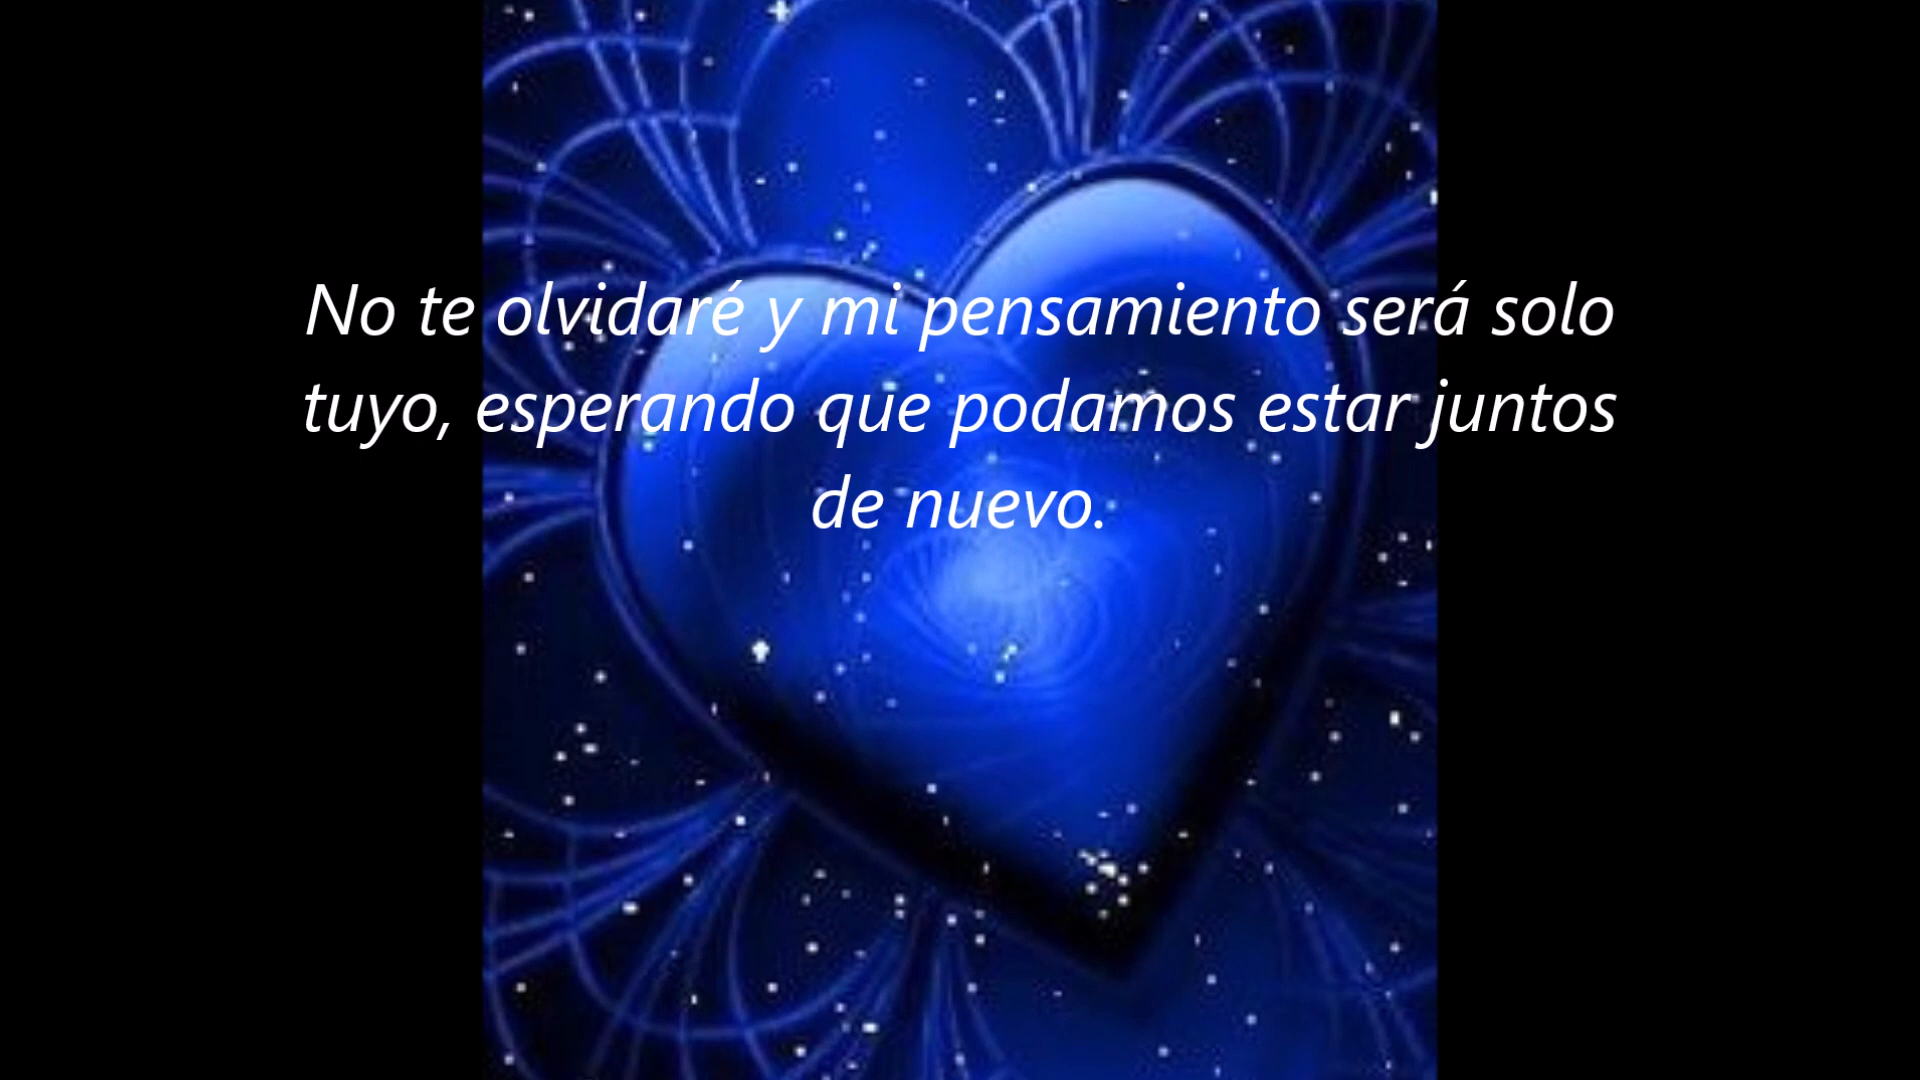 No te olvidaré y mi pensamiento será solo
tuyo, esperando que podamos estar juntos
de nuevo.